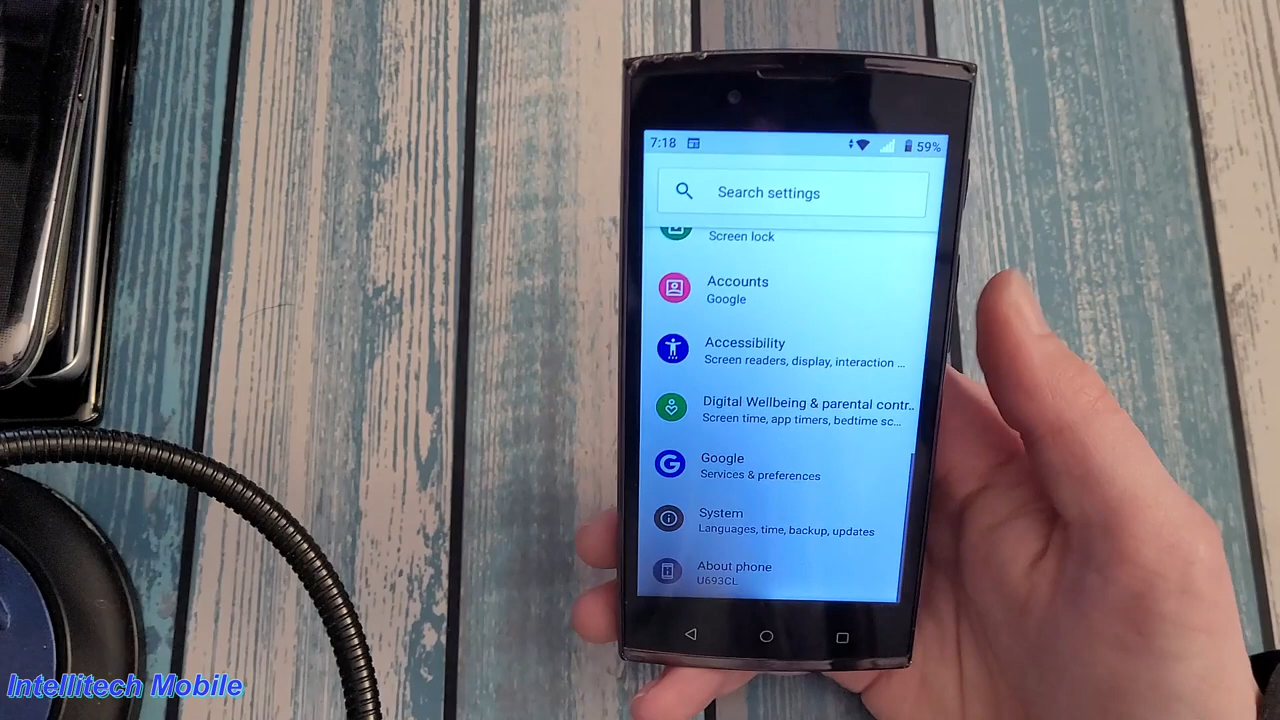 7:18 59%
Search settings
Screen lock
Accounts
Google
Accessibility
Screen readers, display, interaction ...
Digital Wellbeing & parental contr..
Screen time, app timers, bedtime sc...
Google
Services & preferences
System
Languages, time, backup, updates
About phone
U693CL
Intellitech Mobile